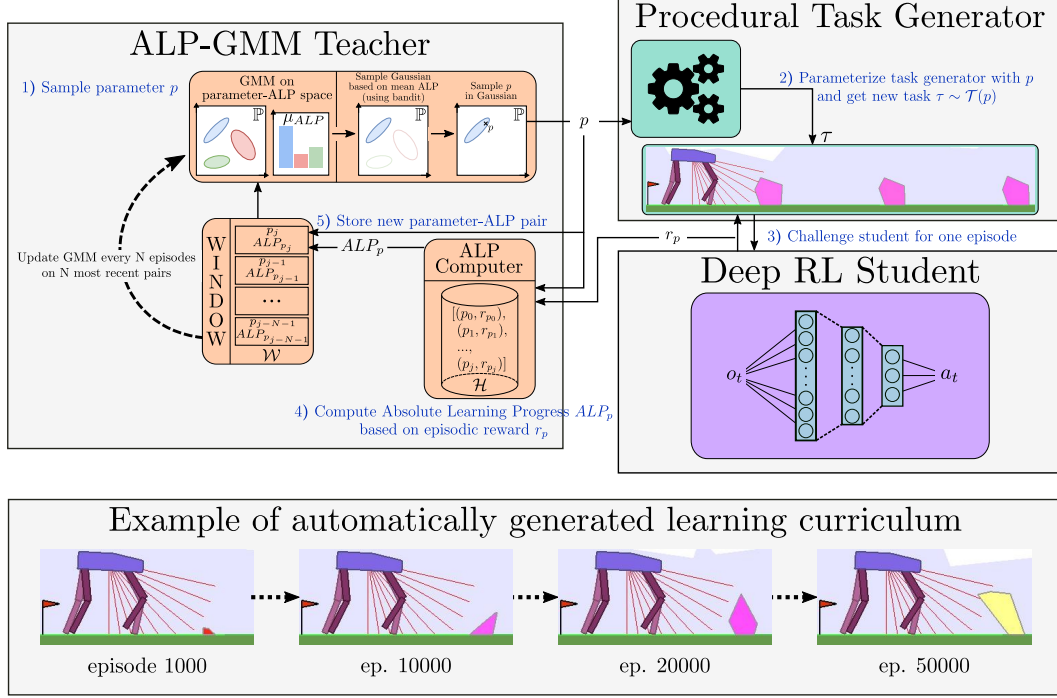 ALP-GMM Teacher
1) Sample parameter p
GMM on
parameter-ALP space
ℙ
μ_ALP
Sample Gaussian
based on mean ALP
(using bandit)
ℙ
Sample p
in Gaussian
ℙ
p
p
Update GMM every N episodes
on N most recent pairs
WINDOW
p_j
ALP_{p_j}
p_{j-1}
ALP_{p_{j-1}}
...
p_{j-N-1}
ALP_{p_{j-N-1}}
𝒲
5) Store new parameter-ALP pair
ALP_p
ALP
Computer
[(p_0, r_{p_0}),
(p_1, r_{p_1}),
...,
(p_j, r_{p_j})]
ℋ
4) Compute Absolute Learning Progress ALP_p
based on episodic reward r_p
Procedural Task Generator
2) Parameterize task generator with p
and get new task τ ∼ 𝒯(p)
τ
r_p
3) Challenge student for one episode
Deep RL Student
o_t
a_t
Example of automatically generated learning curriculum
episode 1000
ep. 10000
ep. 20000
ep. 50000